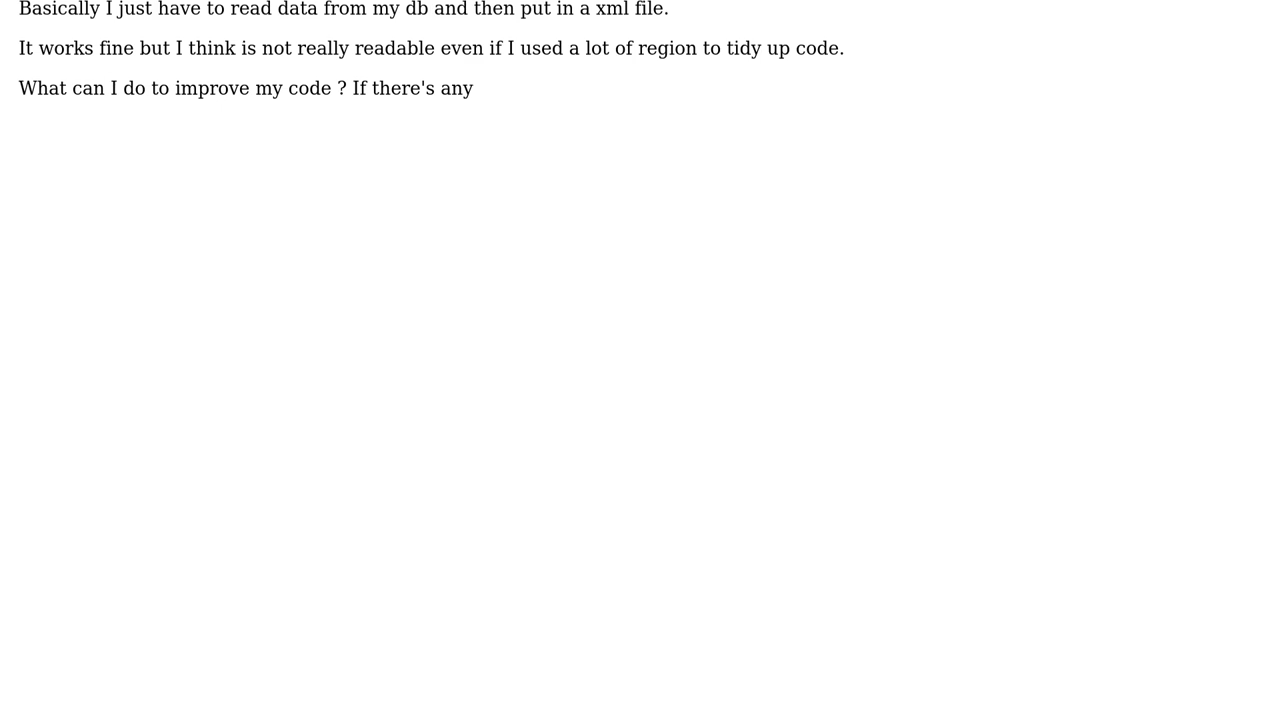 Basically I just have to read data from my db and then put in a xml file.
It works fine but I think is not really readable even if I used a lot of region to tidy up code.
What can I do to improve my code ? If there's any